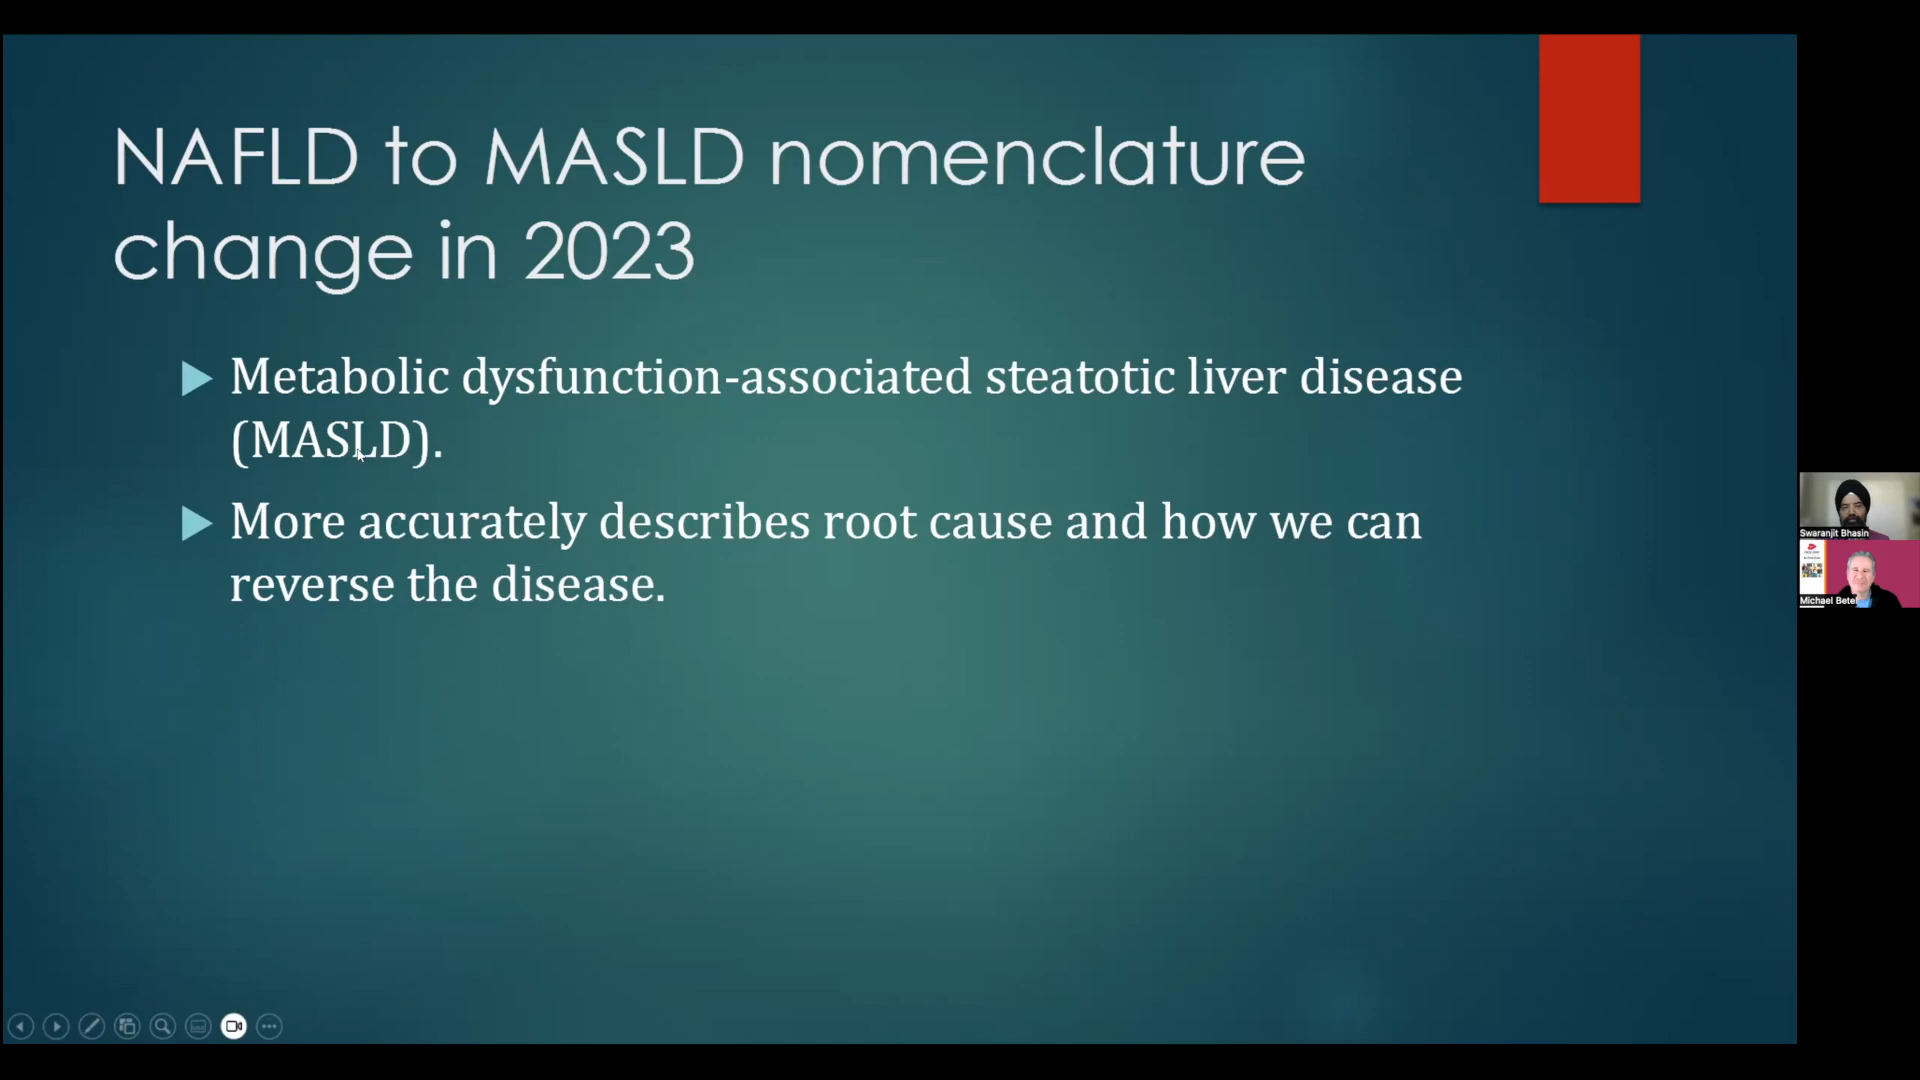 NAFLD to MASLD nomenclature
change in 2023
Metabolic dysfunction-associated steatotic liver disease
(MASLD).
More accurately describes root cause and how we can
reverse the disease.
Swaranjit Bhasin
Michael Betel